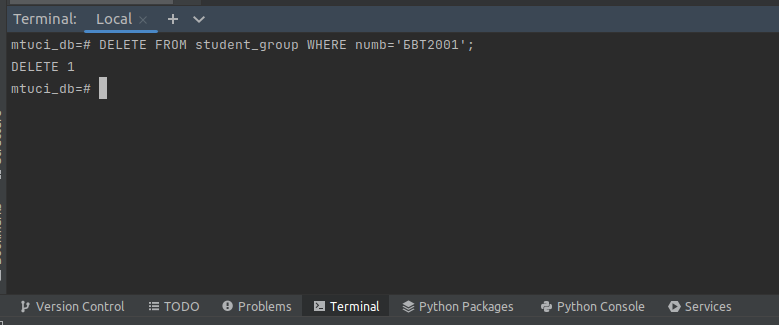 Terminal: Local × + 
mtuci_db=# DELETE FROM student_group WHERE numb='БВТ2001';
DELETE 1
mtuci_db=#
Version Control TODO Problems Terminal Python Packages Python Console Services